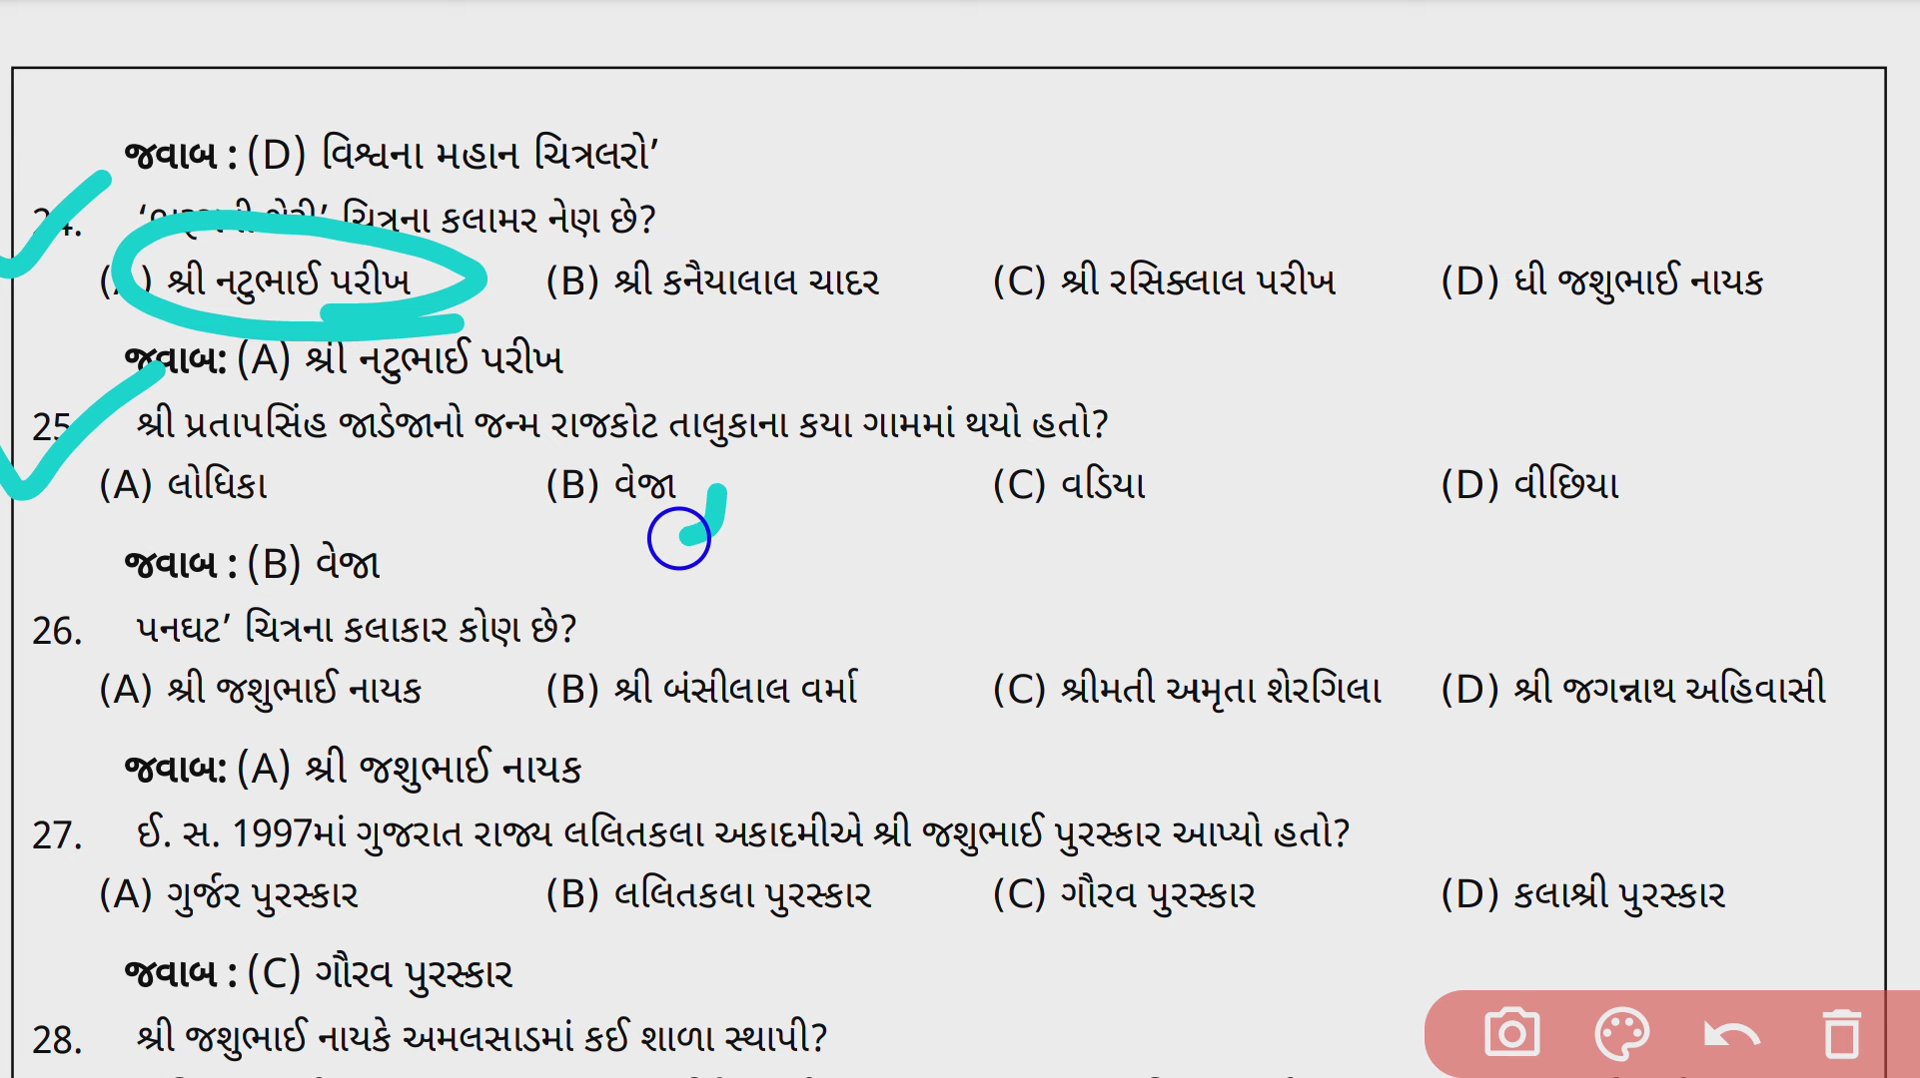 જવાબ : (D) વિશ્વના મહાન ચિત્રલરો’
ચિત્રના કલામર નેણ છે?
(A) શ્રી નટુભાઈ પરીખ (B) શ્રી કનૈયાલાલ ચાદર (C) શ્રી રસિક્લાલ પરીખ (D) ધી જશુભાઈ નાયક
જવાબ: (A) શ્રી નટુભાઈ પરીખ
25. શ્રી પ્રતાપસિંહ જાડેજાનો જન્મ રાજકોટ તાલુકાના કયા ગામમાં થયો હતો?
(A) લોધિકા (B) વેજા (C) વડિયા (D) વીછિયા
જવાબ : (B) વેજા
26. પનઘટ’ ચિત્રના કલાકાર કોણ છે?
(A) શ્રી જશુભાઈ નાયક (B) શ્રી બંસીલાલ વર્મા (C) શ્રીમતી અમૃતા શેરગિલા (D) શ્રી જગન્નાથ અહિવાસી
જવાબ: (A) શ્રી જશુભાઈ નાયક
27. ઈ. સ. 1997માં ગુજરાત રાજ્ય લલિતકલા અકાદમીએ શ્રી જશુભાઈ પુરસ્કાર આપ્યો હતો?
(A) ગુર્જર પુરસ્કાર (B) લલિતકલા પુરસ્કાર (C) ગૌરવ પુરસ્કાર (D) કલાશ્રી પુરસ્કાર
જવાબ : (C) ગૌરવ પુરસ્કાર
28. શ્રી જશુભાઈ નાયકે અમલસાડમાં કઈ શાળા સ્થાપી?